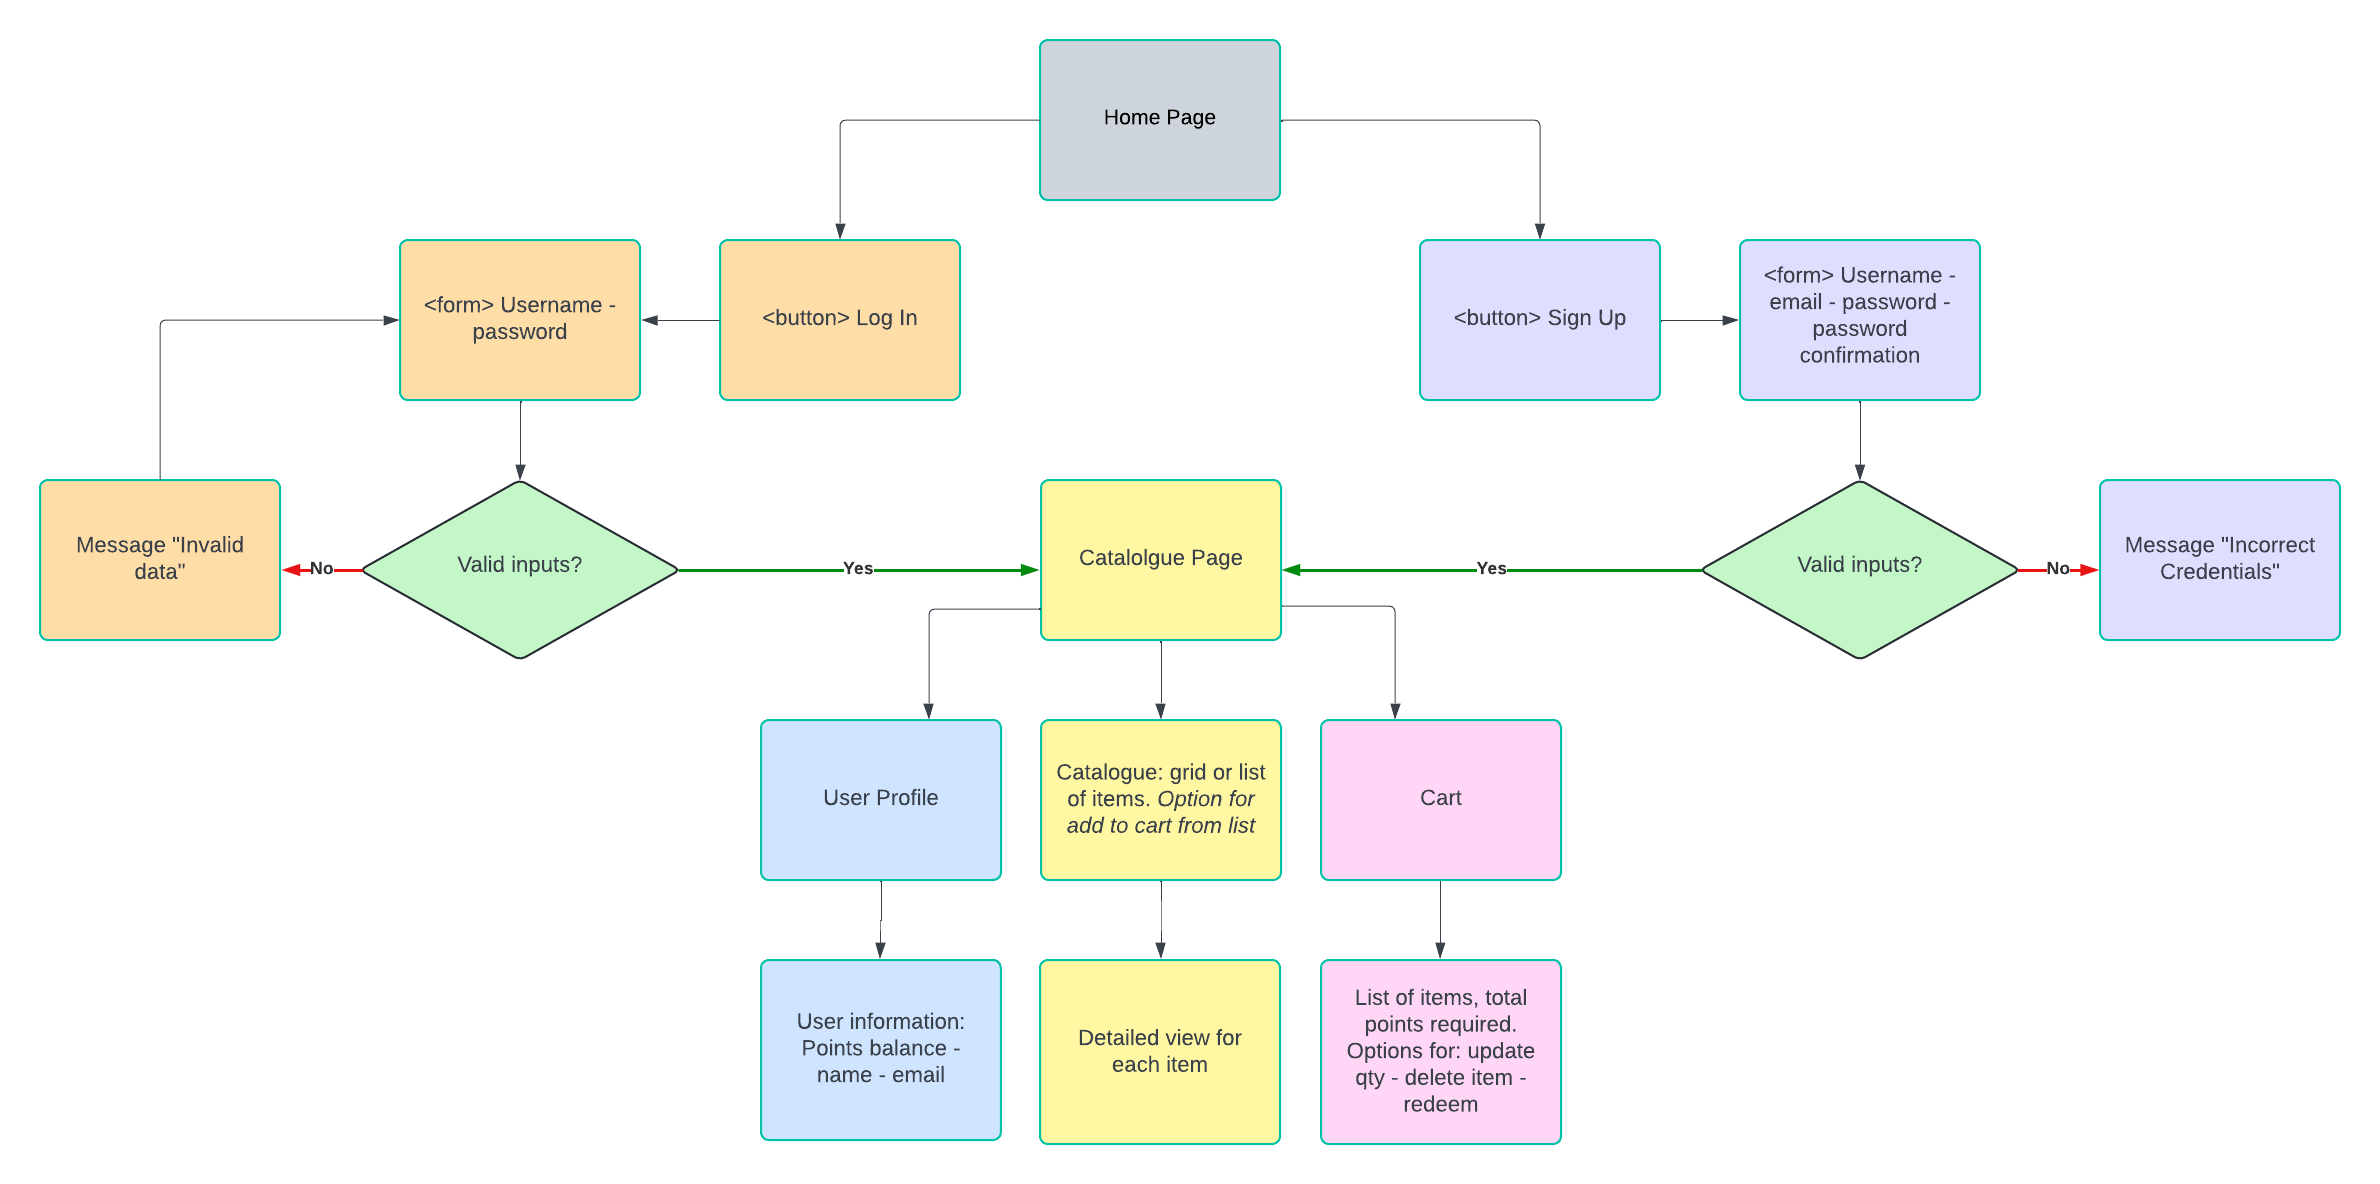 Home Page
<form> Username -
password
<button> Log In
<button> Sign Up
<form> Username -
email - password -
password
confirmation
Message "Invalid
data"
No
Valid inputs?
Yes
Catalolgue Page
Yes
Valid inputs?
No
Message "Incorrect
Credentials"
User Profile
Catalogue: grid or list
of items. Option for
add to cart from list
Cart
User information:
Points balance -
name - email
Detailed view for
each item
List of items, total
points required.
Options for: update
qty - delete item -
redeem